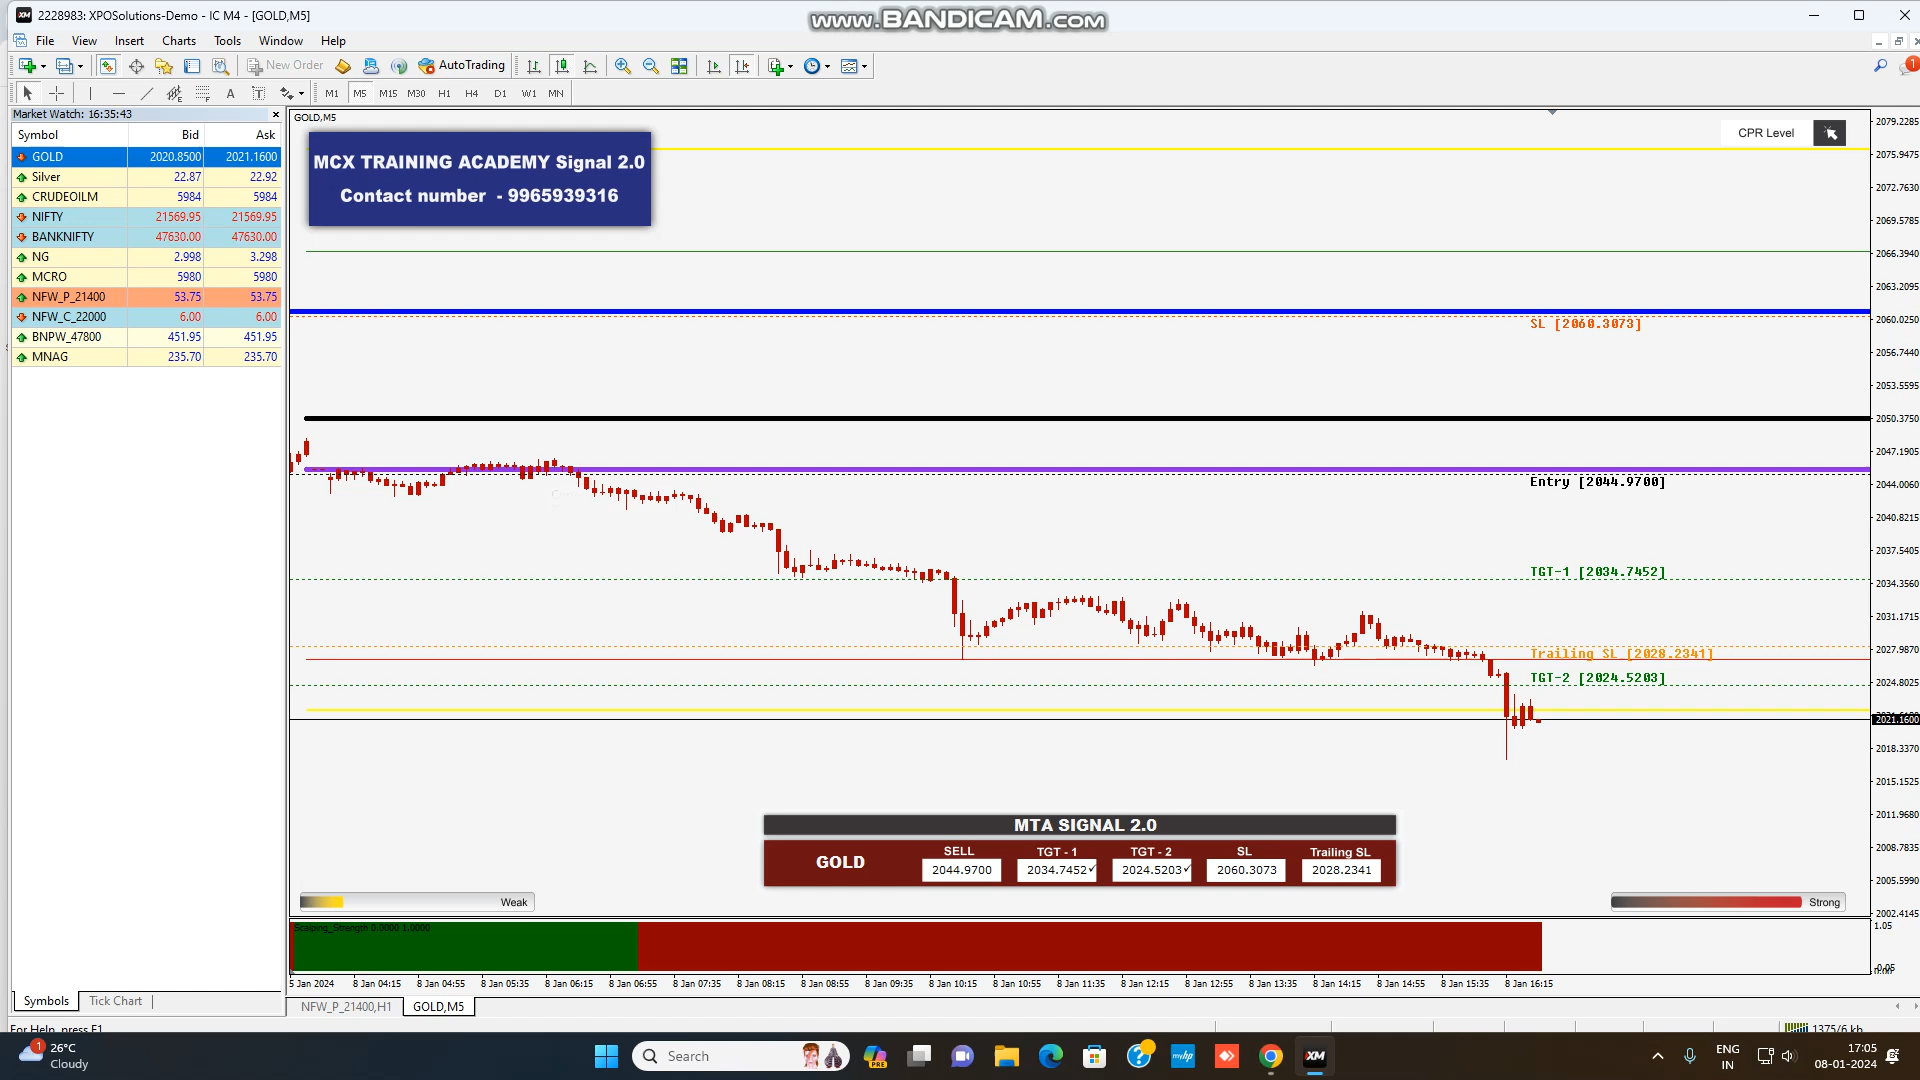 2228983: XPOSolutions-Demo - IC M4 - [GOLD,M5]
www.BANDICAM.com
File View Insert Charts Tools Window Help
New Order AutoTrading
1
A T M1 M5 M15 M30 H1 H4 D1 W1 MN
Market Watch: 16:35:43
Symbol Bid Ask
GOLD 2020.8500 2021.1600
Silver 22.87 22.92
CRUDEOILM 5984 5984
NIFTY 21569.95 21569.95
BANKNIFTY 47630.00 47630.00
NG 2.998 3.298
MCRO 5980 5980
NFW_P_21400 53.75 53.75
NFW_C_22000 6.00 6.00
BNPW_47800 451.95 451.95
MNAG 235.70 235.70
Symbols Tick Chart
GOLD,M5
MCX TRAINING ACADEMY Signal 2.0
Contact number - 9965939316
CPR Level
SL [2060.3073]
Entry [2044.9700]
TGT-1 [2034.7452]
Trailing SL [2028.2341]
TGT-2 [2024.5203]
2079.2285
2075.9475
2072.7630
2069.5785
2066.3940
2063.2095
2060.0250
2056.7440
2053.5595
2050.3750
2047.1905
2044.0060
2040.8215
2037.5405
2034.3560
2031.1715
2027.9870
2024.8025
2021.1600
2018.3370
2015.1525
2011.9680
2008.7835
2005.5990
2002.4145
MTA SIGNAL 2.0
GOLD
SELL TGT - 1 TGT - 2 SL Trailing SL
2044.9700 2034.7452✓ 2024.5203✓ 2060.3073 2028.2341
Weak
Strong
Scalping_Strength 0.0000 1.0000
1.05
5 Jan 2024 8 Jan 04:15 8 Jan 04:55 8 Jan 05:35 8 Jan 06:15 8 Jan 06:55 8 Jan 07:35 8 Jan 08:15 8 Jan 08:55 8 Jan 09:35 8 Jan 10:15 8 Jan 10:55 8 Jan 11:35 8 Jan 12:15 8 Jan 12:55 8 Jan 13:35 8 Jan 14:15 8 Jan 14:55 8 Jan 15:35 8 Jan 16:15
NFW_P_21400,H1 GOLD,M5
For Help, press F1
1375/6 kb
1
26°C
Cloudy
Search
PRE
myhp
XM
ENG
IN
17:05
08-01-2024